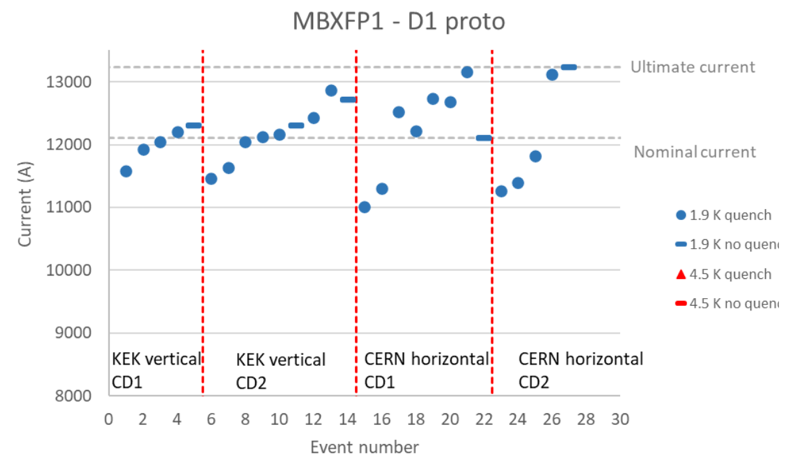 MBXFP1 - D1 proto
13000
12000
11000
10000
9000
8000
Current (A)
Ultimate current
Nominal current
1.9 K quench
1.9 K no quen
4.5 K quench
4.5 K no quen
KEK vertical
CD1
KEK vertical
CD2
CERN horizontal
CD1
CERN horizontal
CD2
0 2 4 6 8 10 12 14 16 18 20 22 24 26 28 30
Event number